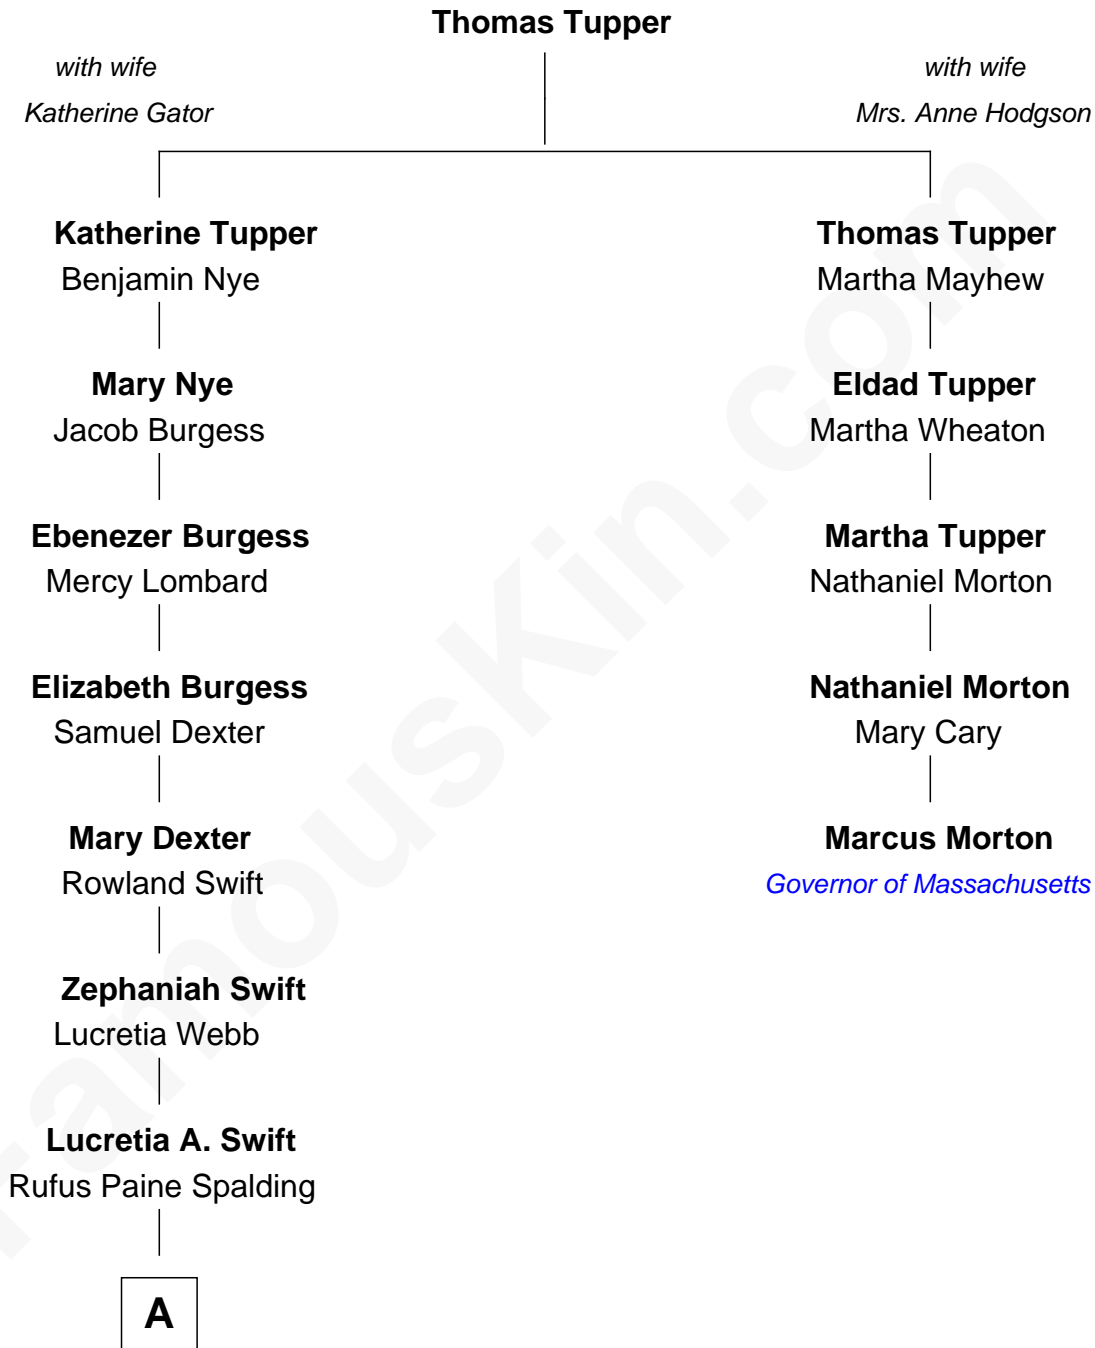 Thomas Tupper
with wife
Katherine Gator
with wife
Mrs. Anne Hodgson
Katherine Tupper
Benjamin Nye
Thomas Tupper
Martha Mayhew
Mary Nye
Jacob Burgess
Eldad Tupper
Martha Wheaton
Ebenezer Burgess
Mercy Lombard
Martha Tupper
Nathaniel Morton
Elizabeth Burgess
Samuel Dexter
Nathaniel Morton
Mary Cary
Mary Dexter
Rowland Swift
Marcus Morton
Governor of Massachusetts
Zephaniah Swift
Lucretia Webb
Lucretia A. Swift
Rufus Paine Spalding
A
FamousKin.com